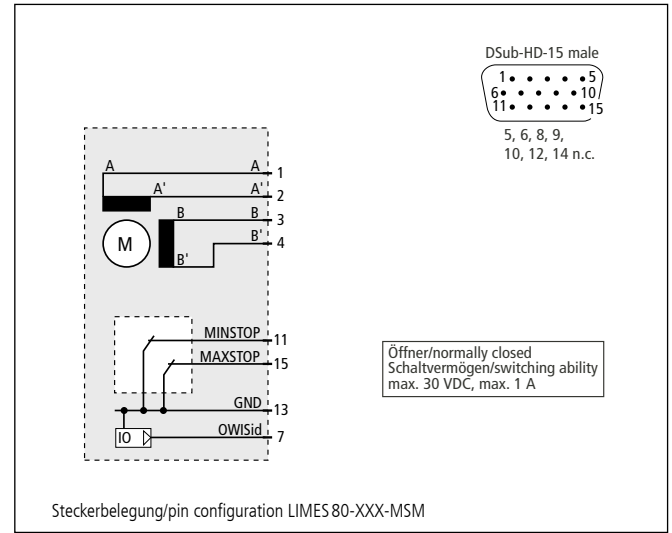 DSub-HD-15 male
1 5
6 10
11 15
5, 6, 8, 9,
10, 12, 14 n.c.
A A 1
A' A' 2
B B 3
M
B' 4
B'
MINSTOP 11
MAXSTOP 15
GND 13
IO OWISid 7
Öffner/normally closed
Schaltvermögen/switching ability
max. 30 VDC, max. 1 A
Steckerbelegung/pin configuration LIMES 80-XXX-MSM